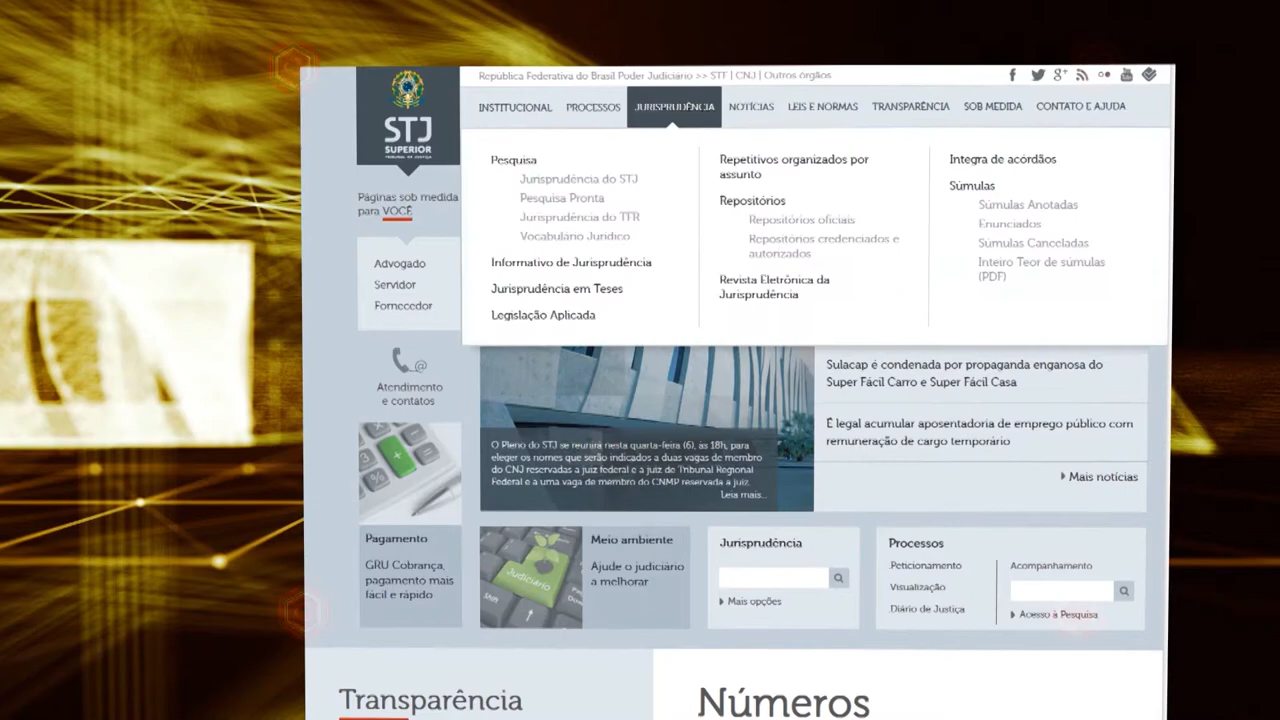 República Federativa do Brasil Poder Judiciário >> STF | CNJ | Outros órgãos
STJ
SUPERIOR
TRIBUNAL DE JUSTIÇA
INSTITUCIONAL PROCESSOS JURISPRUDÊNCIA NOTÍCIAS LEIS E NORMAS TRANSPARÊNCIA SOB MEDIDA CONTATO E AJUDA
Páginas sob medida
para VOCÊ
Advogado
Servidor
Fornecedor
Atendimento
e contatos
Pesquisa
Jurisprudência do STJ
Pesquisa Pronta
Jurisprudência do TFR
Vocabulário Jurídico
Informativo de Jurisprudência
Jurisprudência em Teses
Legislação Aplicada
Repetitivos organizados por
assunto
Repositórios
Repositórios oficiais
Repositórios credenciados e
autorizados
Revista Eletrônica da
Jurisprudência
Integra de acórdãos
Súmulas
Súmulas Anotadas
Enunciados
Súmulas Canceladas
Inteiro Teor de súmulas
(PDF)
O Pleno do STJ se reunirá nesta quarta-feira (6), às 18h, para
eleger os nomes que serão indicados a duas vagas de membro
do CNJ reservadas a juiz federal e a juiz de Tribunal Regional
Federal e a uma vaga de membro do CNMP reservada a juiz.
Leia mais...
Sulacap é condenada por propaganda enganosa do
Super Fácil Carro e Super Fácil Casa
É legal acumular aposentadoria de emprego público com
remuneração de cargo temporário
Mais notícias
Pagamento
GRU Cobrança,
pagamento mais
fácil e rápido
Judiciário
Shift
Meio ambiente
Ajude o judiciário
a melhorar
Jurisprudência
Mais opções
Processos
Peticionamento
Visualização
Diário de Justiça
Acompanhamento
Acesso à Pesquisa
Transparência
Números